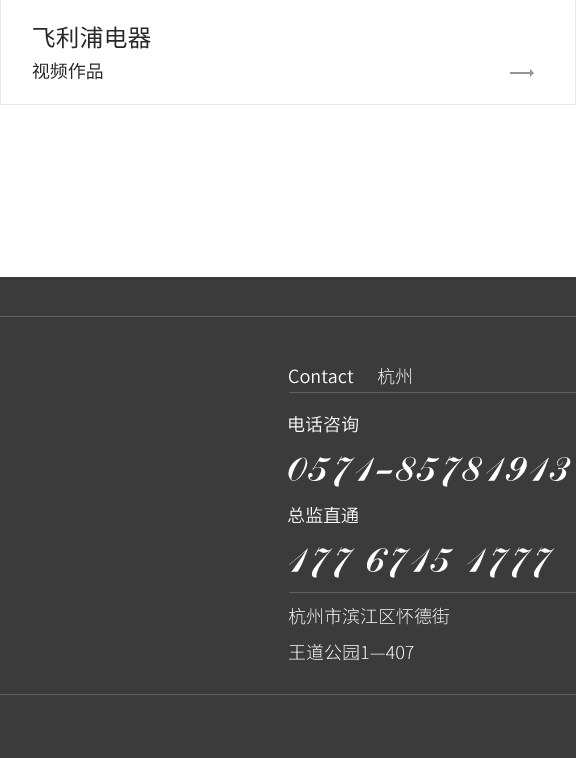 飞利浦电器
视频作品
Contact 杭州
电话咨询
0571-85781913
总监直通
177 6715 1777
杭州市滨江区怀德街
王道公园1—407